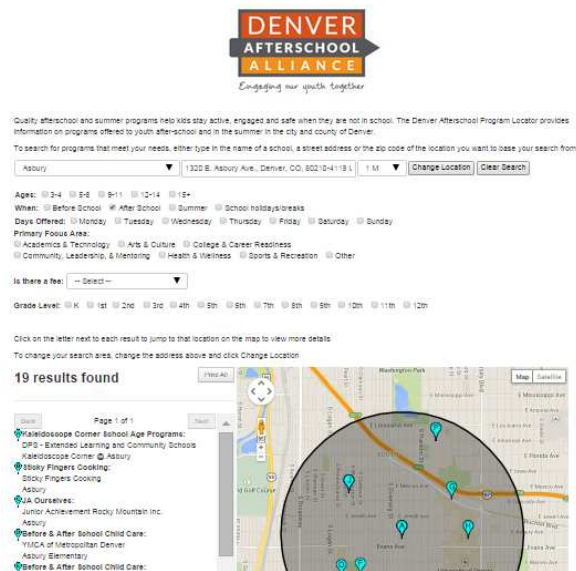 DENVER
AFTERSCHOOL
ALLIANCE
Engaging our youth together
Quality afterschool and summer programs help kids stay active, engaged and safe when they are not in school. The Denver Afterschool Program Locator provides
information on programs offered to youth after-school and in the summer in the city and county of Denver.
To search for programs that meet your needs, either type in the name of a school, a street address or the zip code of the location you want to base your search from
Asbury 1320 E. Asbury Ave., Denver, CO, 80210-4119 1 M Change Location Clear Search
Ages: 3-4 5-8 9-11 12-14 15+
When: Before School After School Summer School holidays/breaks
Days Offered: Monday Tuesday Wednesday Thursday Friday Saturday Sunday
Primary Focus Area:
Academics & Technology Arts & Culture College & Career Readiness
Community, Leadership, & Mentoring Health & Wellness Sports & Recreation Other
Is there a fee: -- Select --
Grade Level: K 1st 2nd 3rd 4th 5th 6th 7th 8th 9th 10th 11th 12th
Click on the letter next to each result to jump to that location on the map to view more details
To change your search area, change the address above and click Change Location
19 results found Print All
Back Page 1 of 1 Next
Kaleidoscope Corner School Age Programs:
DPS - Extended Learning and Community Schools
Kaleidoscope Corner @ Asbury
Sticky Fingers Cooking:
Sticky Fingers Cooking
Asbury
JA Ourselves:
Junior Achievement Rocky Mountain Inc.
Asbury
Before & After School Child Care:
YMCA of Metropolitan Denver
Asbury Elementary
Before & After School Child Care:
Map Satellite
Washington Park
E Mississippi Ave
E Louisiana Ave
E Florida Ave
E Mexico Ave
Evans Ave
Golf Course
A